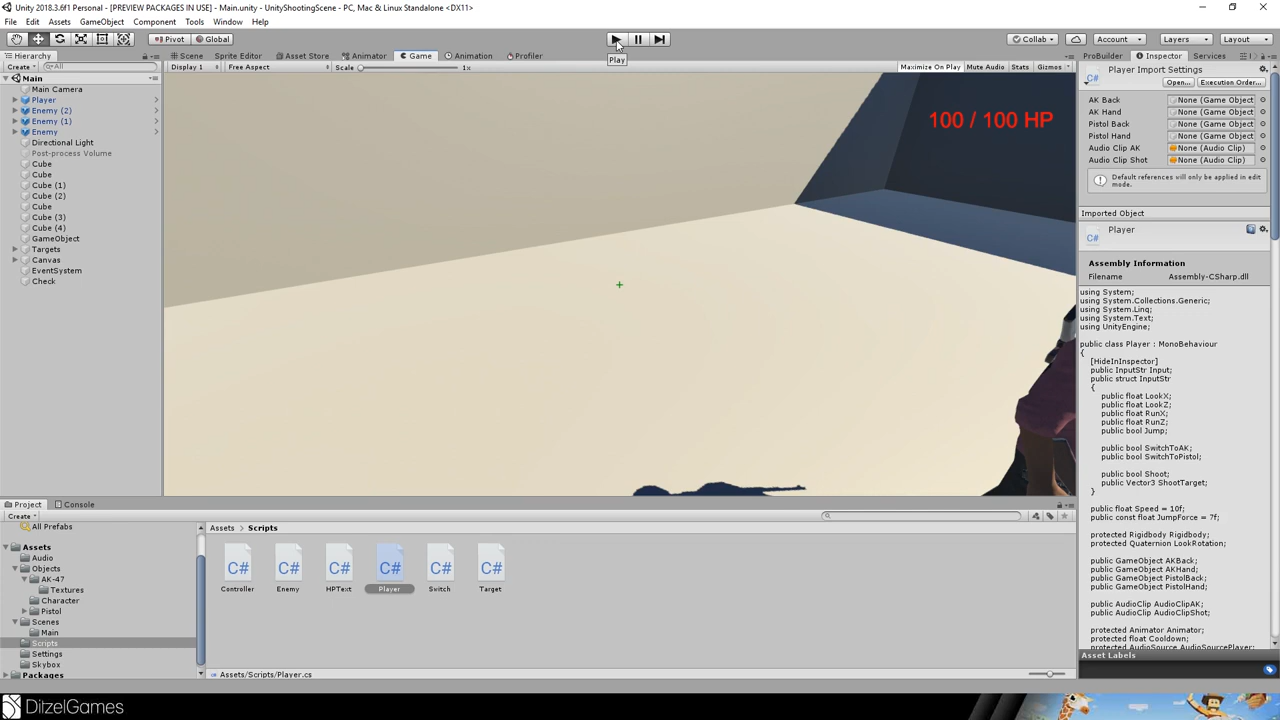 Unity 2018.3.6f1 Personal - [PREVIEW PACKAGES IN USE] - Main.unity - UnityShootingScene - PC, Mac & Linux Standalone <DX11>
File Edit Assets GameObject Component Tools Window Help
Pivot Global Collab Account Layers Layout
Play
Hierarchy
Create All
Main
Main Camera
Player
Enemy (2)
Enemy (1)
Enemy
Directional Light
Post-process Volume
Cube
Cube
Cube (1)
Cube (2)
Cube
Cube (3)
Cube (4)
GameObject
Targets
Canvas
EventSystem
Check
Scene Sprite Editor Asset Store Animator Game Animation Profiler
Display 1 Free Aspect Scale 1x Maximize On Play Mute Audio Stats Gizmos
100 / 100 HP
ProBuilder Inspector Services
Player Import Settings
Open... Execution Order...
AK Back None (Game Object
AK Hand None (Game Object
Pistol Back None (Game Object
Pistol Hand None (Game Object
Audio Clip AK None (Audio Clip)
Audio Clip Shot None (Audio Clip)
Default references will only be applied in edit
mode.
Imported Object
Player
Assembly Information
Filename Assembly-CSharp.dll
using System;
using System.Collections.Generic;
using System.Linq;
using System.Text;
using UnityEngine;
public class Player : MonoBehaviour
{
[HideInInspector]
public InputStr Input;
public struct InputStr
{
public float LookX;
public float LookZ;
public float RunX;
public float RunZ;
public bool Jump;
public bool SwitchToAK;
public bool SwitchToPistol;
public bool Shoot;
public Vector3 ShootTarget;
}
public float Speed = 10f;
public const float JumpForce = 7f;
protected Rigidbody Rigidbody;
protected Quaternion LookRotation;
public GameObject AKBack;
public GameObject AKHand;
public GameObject PistolBack;
public GameObject PistolHand;
public AudioClip AudioClipAK;
public AudioClip AudioClipShot;
protected Animator Animator;
protected float Cooldown;
protected AudioSource AudioSourcePlayer;
Asset Labels
Project Console
Create
All Prefabs
Assets
Audio
Objects
AK-47
Textures
Character
Pistol
Scenes
Main
Scripts
Settings
Skybox
Packages
Assets > Scripts
C# C# C# C# C# C#
Controller Enemy HPText Player Switch Target
Assets/Scripts/Player.cs
DitzelGames